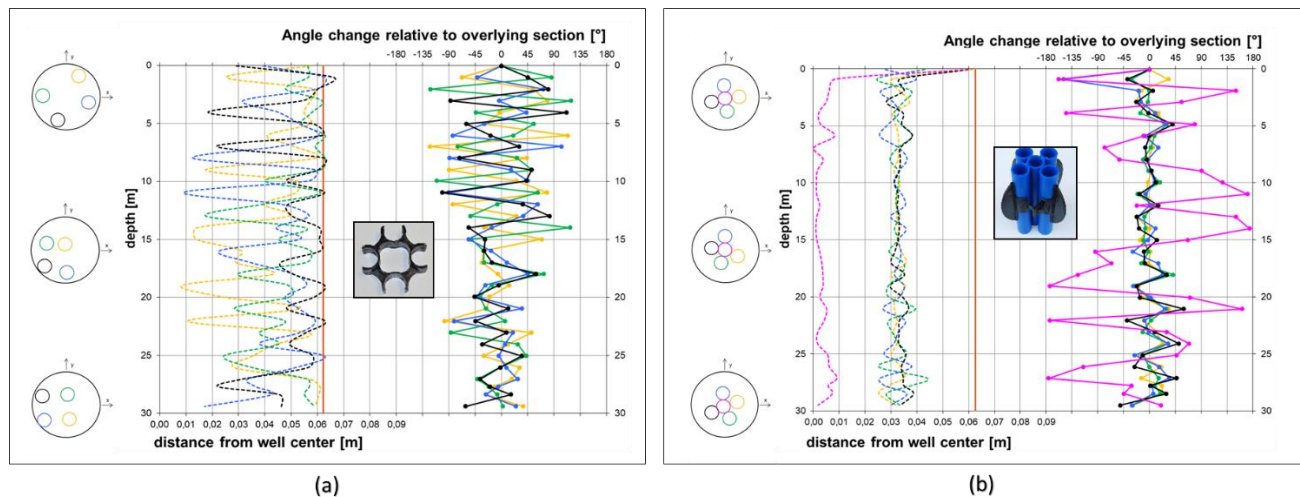 Angle change relative to overlying section [°]
-180 -135 -90 -45 0 45 90 135 180
y
x
y
x
y
x
depth [m]
0
5
10
15
20
25
30
0
5
10
15
20
25
30
0,00 0,01 0,02 0,03 0,04 0,05 0,06 0,07 0,08 0,09
distance from well center [m]
(a)
Angle change relative to overlying section [°]
-180 -135 -90 -45 0 45 90 135 180
y
x
y
x
y
x
depth [m]
0
5
10
15
20
25
30
0
5
10
15
20
25
30
0,00 0,01 0,02 0,03 0,04 0,05 0,06 0,07 0,08 0,09
distance from well center [m]
(b)